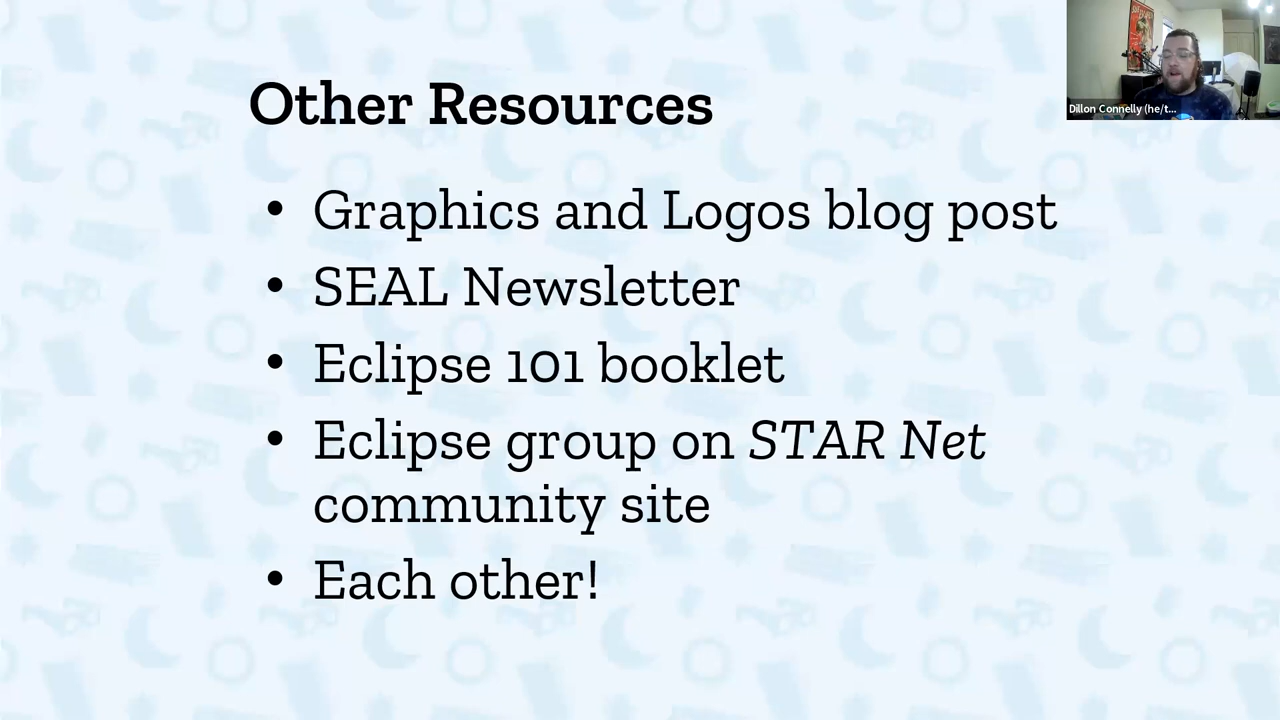 Other Resources
• Graphics and Logos blog post
• SEAL Newsletter
• Eclipse 101 booklet
• Eclipse group on STAR Net
community site
• Each other!
Dillon Connelly (he/t...